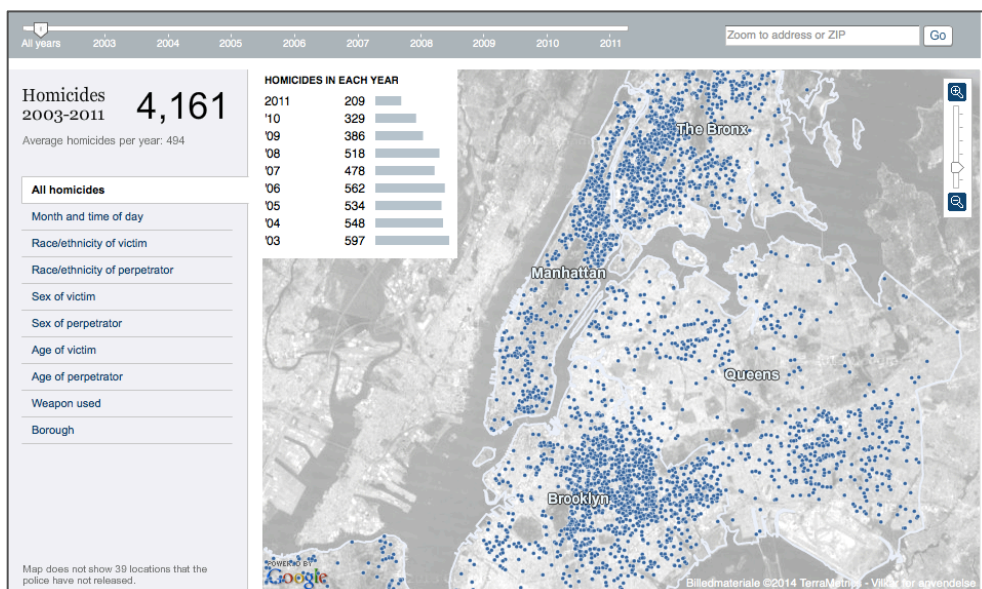 All years 2003 2004 2005 2006 2007 2008 2009 2010 2011
Zoom to address or ZIP Go
Homicides
2003-2011
4,161
Average homicides per year: 494
All homicides
Month and time of day
Race/ethnicity of victim
Race/ethnicity of perpetrator
Sex of victim
Sex of perpetrator
Age of victim
Age of perpetrator
Weapon used
Borough
Map does not show 39 locations that the
police have not released.
HOMICIDES IN EACH YEAR
2011 209
'10 329
'09 386
'08 518
'07 478
'06 562
'05 534
'04 548
'03 597
The Bronx
Manhattan
Queens
Brooklyn
POWERED BY
Google
Billedmateriale ©2014 TerraMetrics - Vilkår for anvendelse